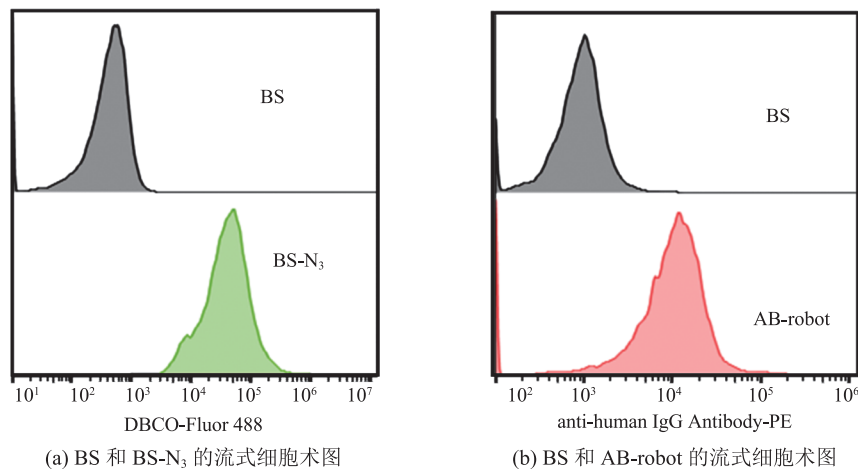 BS
BS-N₃
10¹ 10² 10³ 10⁴ 10⁵ 10⁶ 10⁷
DBCO-Fluor 488
(a) BS 和 BS-N₃ 的流式细胞术图
BS
AB-robot
10² 10³ 10⁴ 10⁵ 10⁶
anti-human IgG Antibody-PE
(b) BS 和 AB-robot 的流式细胞术图